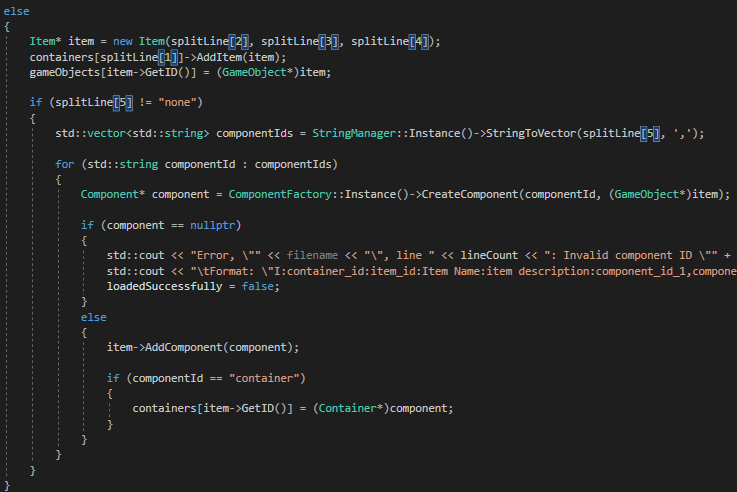 else
{
Item* item = new Item(splitLine[2], splitLine[3], splitLine[4]);
containers[splitLine[1]]->AddItem(item);
gameObjects[item->GetID()] = (GameObject*)item;
if (splitLine[5] != "none")
{
std::vector<std::string> componentIds = StringManager::Instance()->StringToVector(splitLine[5], ',');
for (std::string componentId : componentIds)
{
Component* component = ComponentFactory::Instance()->CreateComponent(componentId, (GameObject*)item);
if (component == nullptr)
{
std::cout << "Error, \"" << filename << "\", line " << lineCount << ": Invalid component ID \"" +
std::cout << "\tFormat: \"I:container_id:item_id:Item Name:item description:component_id_1,compone
loadedSuccessfully = false;
}
else
{
item->AddComponent(component);
if (componentId == "container")
{
containers[item->GetID()] = (Container*)component;
}
}
}
}
}